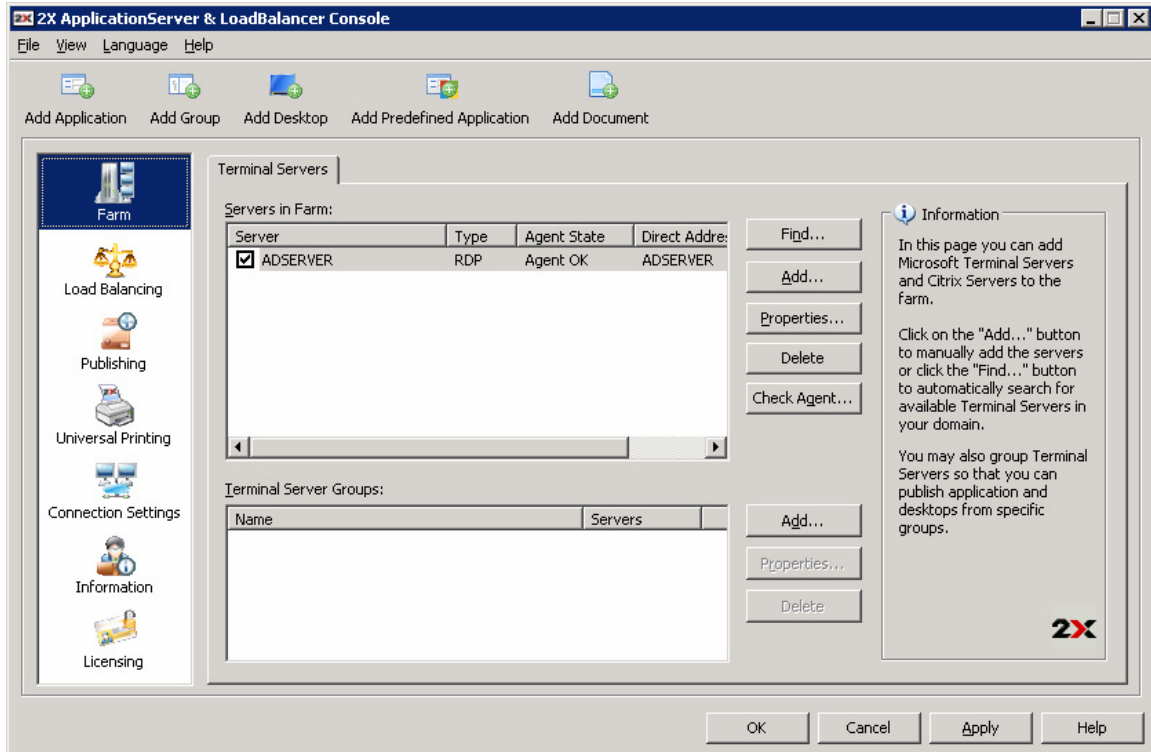 2X ApplicationServer & LoadBalancer Console
File View Language Help
Add Application Add Group Add Desktop Add Predefined Application Add Document
Farm
Load Balancing
Publishing
Universal Printing
Connection Settings
Information
Licensing
Terminal Servers
Servers in Farm:
Server Type Agent State Direct Addre
ADSERVER RDP Agent OK ADSERVER
Find...
Add...
Properties...
Delete
Check Agent...
Terminal Server Groups:
Name Servers
Add...
Properties...
Delete
Information
In this page you can add
Microsoft Terminal Servers
and Citrix Servers to the
farm.
Click on the "Add..." button
to manually add the servers
or click the "Find..." button
to automatically search for
available Terminal Servers in
your domain.
You may also group Terminal
Servers so that you can
publish application and
desktops from specific
groups.
2X
OK Cancel Apply Help